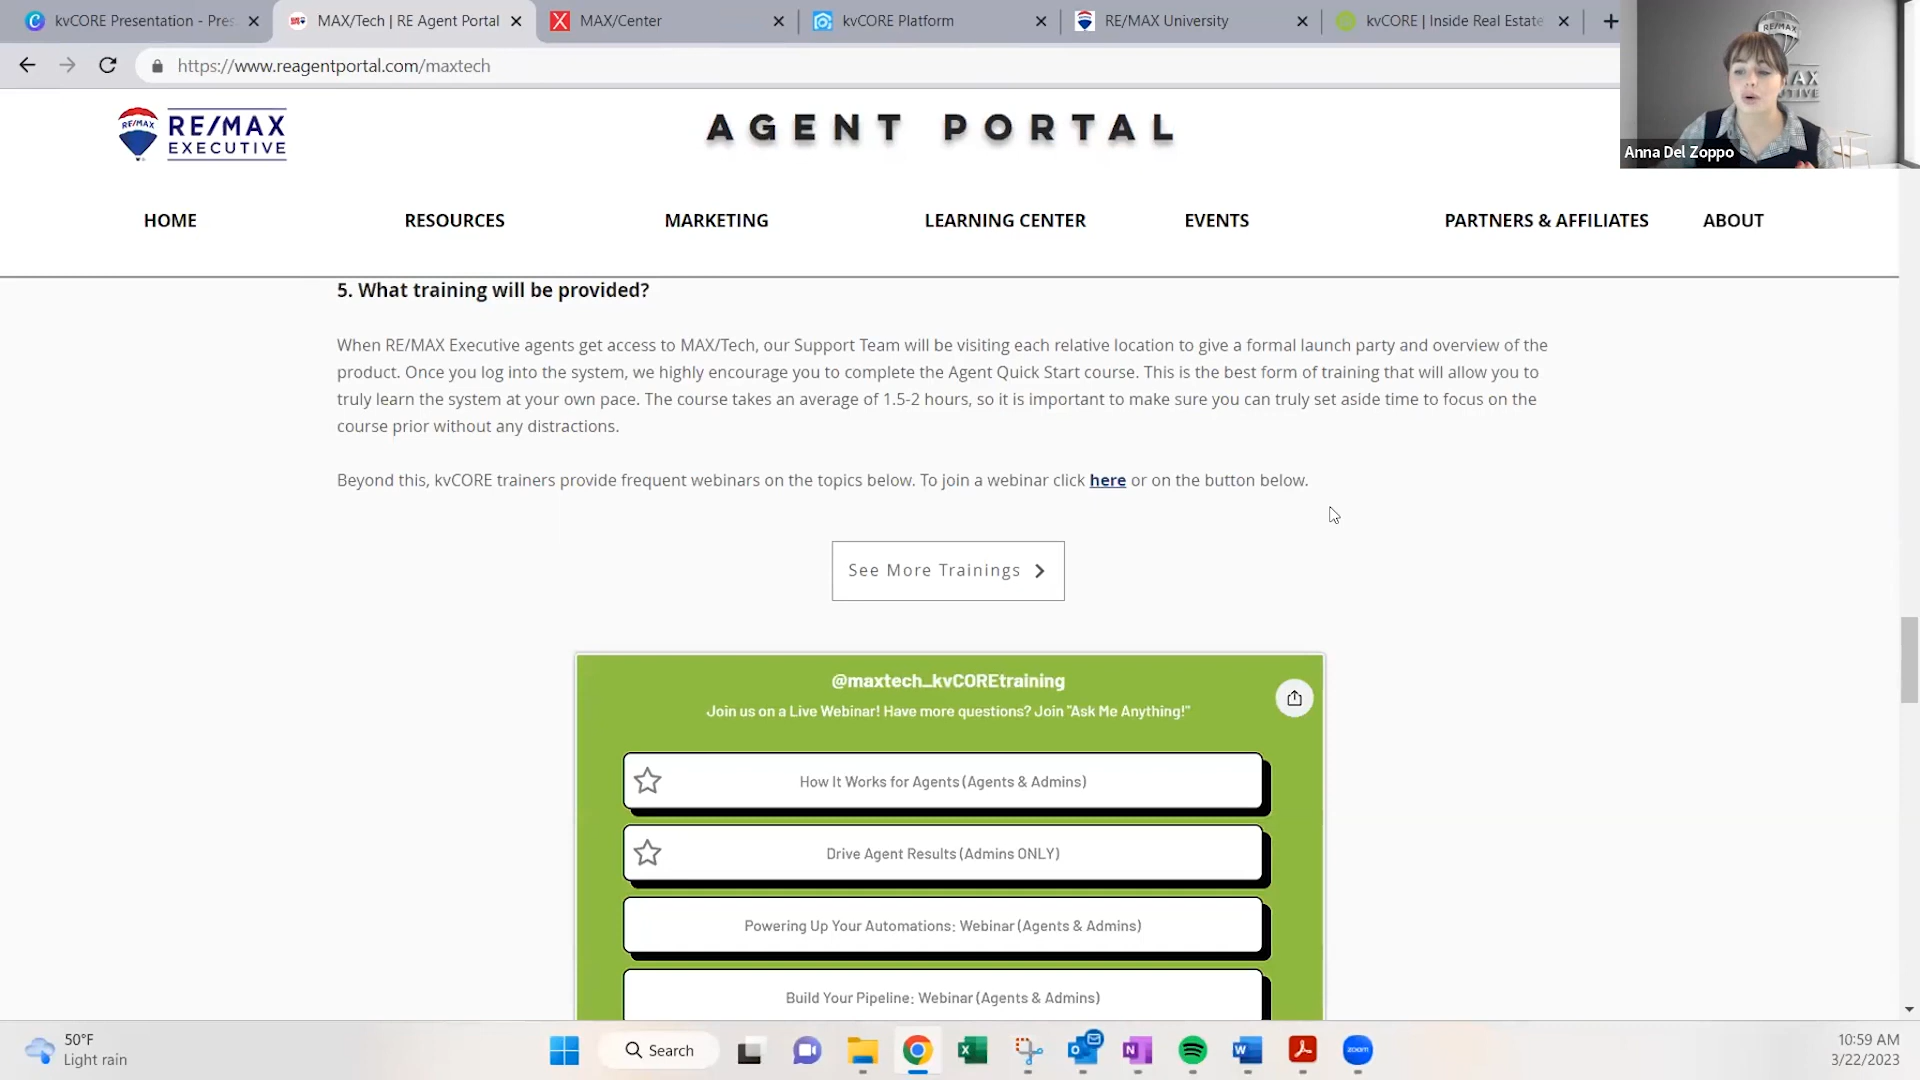 kvCORE Presentation - Pres
MAX/Tech | RE Agent Portal
MAX/Center
kvCORE Platform
RE/MAX University
kvCORE | Inside Real Estate
https://www.reagentportal.com/maxtech
RE/MAX
RE/MAX
EXECUTIVE
AGENT PORTAL
Anna Del Zoppo
HOME
RESOURCES
MARKETING
LEARNING CENTER
EVENTS
PARTNERS & AFFILIATES
ABOUT
5. What training will be provided?
When RE/MAX Executive agents get access to MAX/Tech, our Support Team will be visiting each relative location to give a formal launch party and overview of the
product. Once you log into the system, we highly encourage you to complete the Agent Quick Start course. This is the best form of training that will allow you to
truly learn the system at your own pace. The course takes an average of 1.5-2 hours, so it is important to make sure you can truly set aside time to focus on the
course prior without any distractions.
Beyond this, kvCORE trainers provide frequent webinars on the topics below. To join a webinar click here or on the button below.
See More Trainings
@maxtech_kvCOREtraining
Join us on a Live Webinar! Have more questions? Join "Ask Me Anything!"
How It Works for Agents (Agents & Admins)
Drive Agent Results (Admins ONLY)
Powering Up Your Automations: Webinar (Agents & Admins)
Build Your Pipeline: Webinar (Agents & Admins)
50°F
Light rain
Search
zoom
10:59 AM
3/22/2023